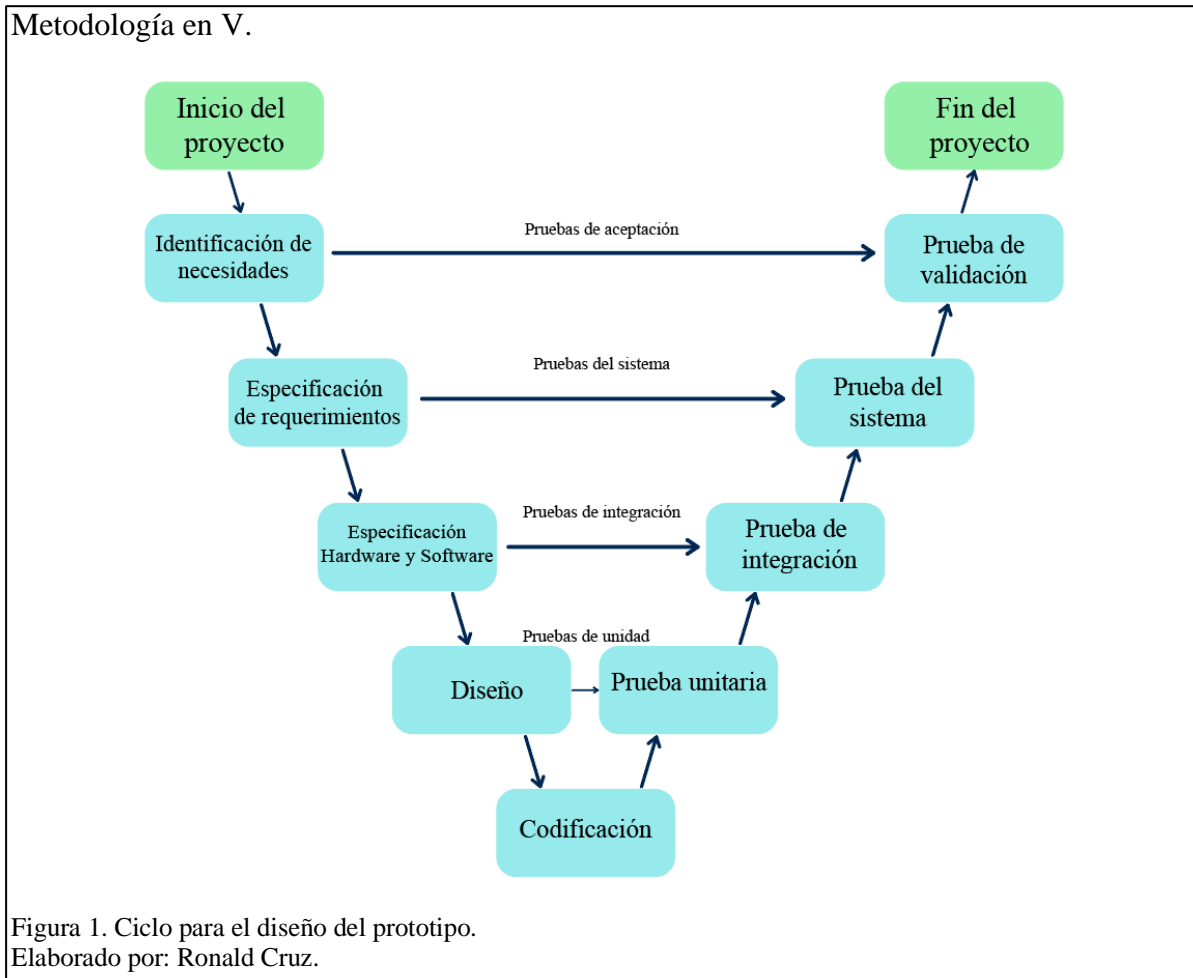 Metodología en V.
Inicio del
proyecto
Fin del
proyecto
Identificación de
necesidades
Pruebas de aceptación
Prueba de
validación
Especificación
de requerimientos
Pruebas del sistema
Prueba del
sistema
Especificación
Hardware y Software
Pruebas de integración
Prueba de
integración
Diseño
Pruebas de unidad
Prueba unitaria
Codificación
Figura 1. Ciclo para el diseño del prototipo.
Elaborado por: Ronald Cruz.